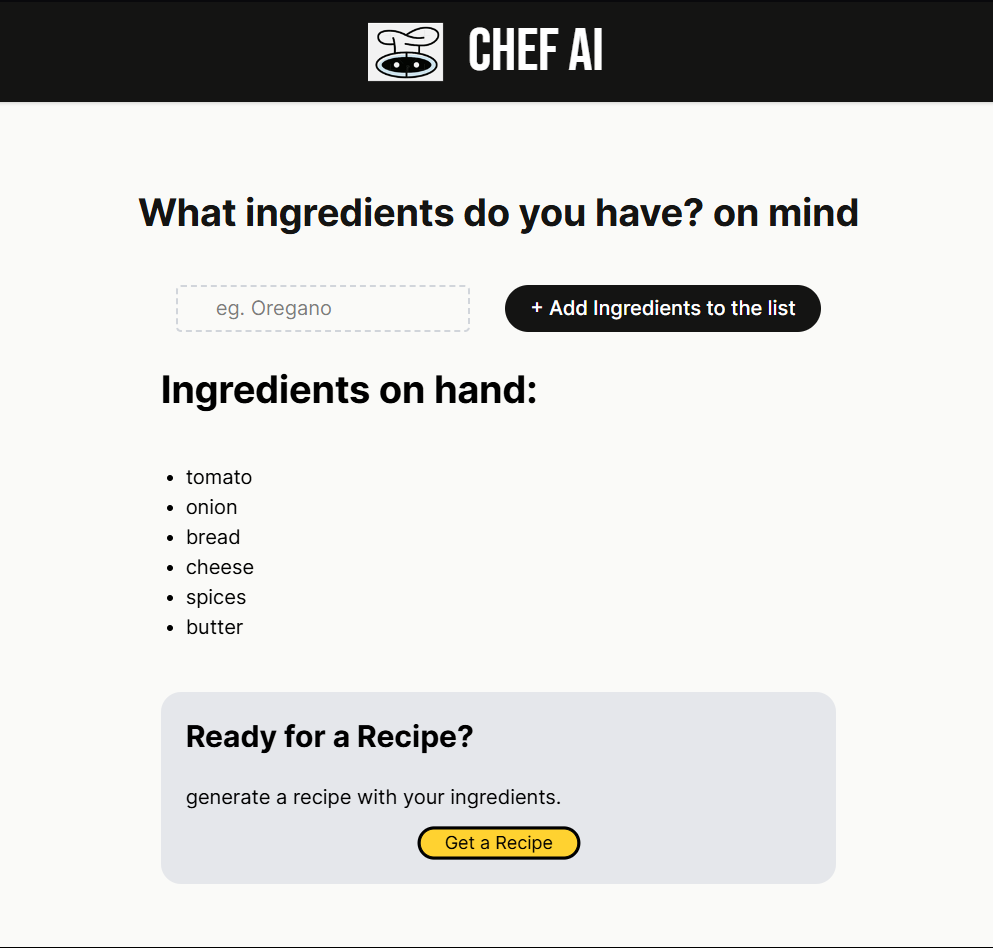 CHEF AI
What ingredients do you have? on mind
eg. Oregano
+ Add Ingredients to the list
Ingredients on hand:
• tomato
• onion
• bread
• cheese
• spices
• butter
Ready for a Recipe?
generate a recipe with your ingredients.
Get a Recipe